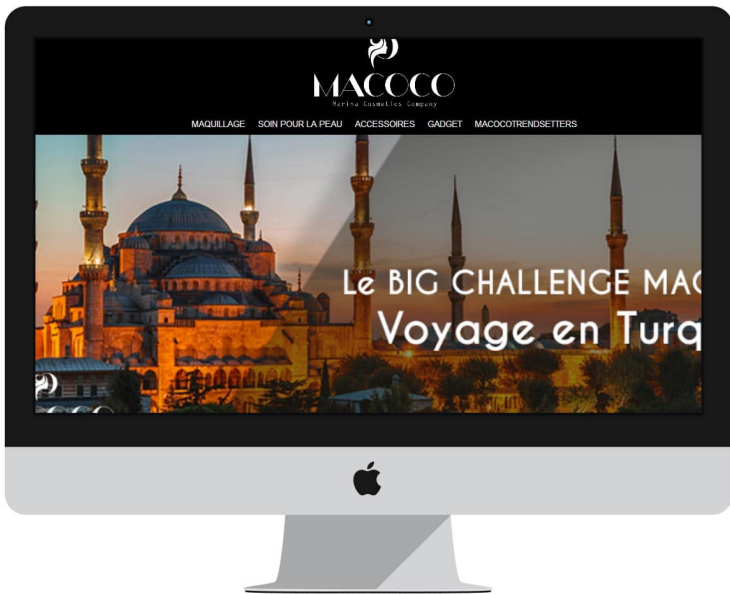 MACOCO
Marina Cosmetics Company
MAQUILLAGE SOIN POUR LA PEAU ACCESSOIRES GADGET MACOCOTRENDSETTERS
Le BIG CHALLENGE MAC
Voyage en Turq